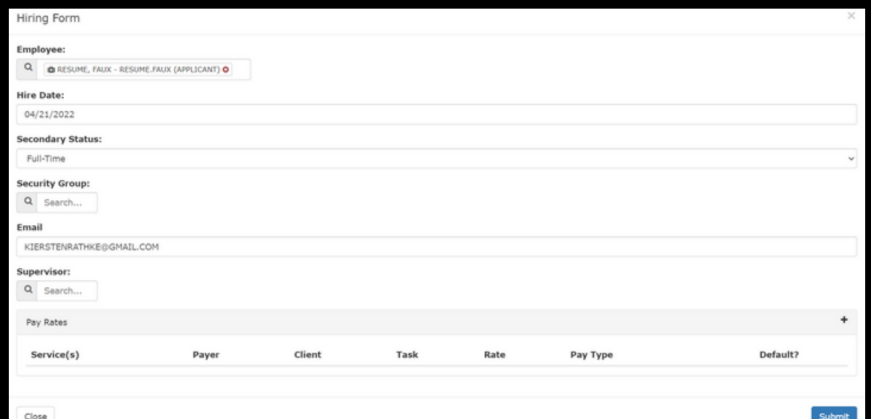 Hiring Form ×
Employee:
RESUME, FAUX - RESUME.FAUX (APPLICANT)
Hire Date:
04/21/2022
Secondary Status:
Full-Time
Security Group:
Search...
Email
KIERSTENRATHKE@GMAIL.COM
Supervisor:
Search...
Pay Rates +
Service(s) Payer Client Task Rate Pay Type Default?
Close Submit